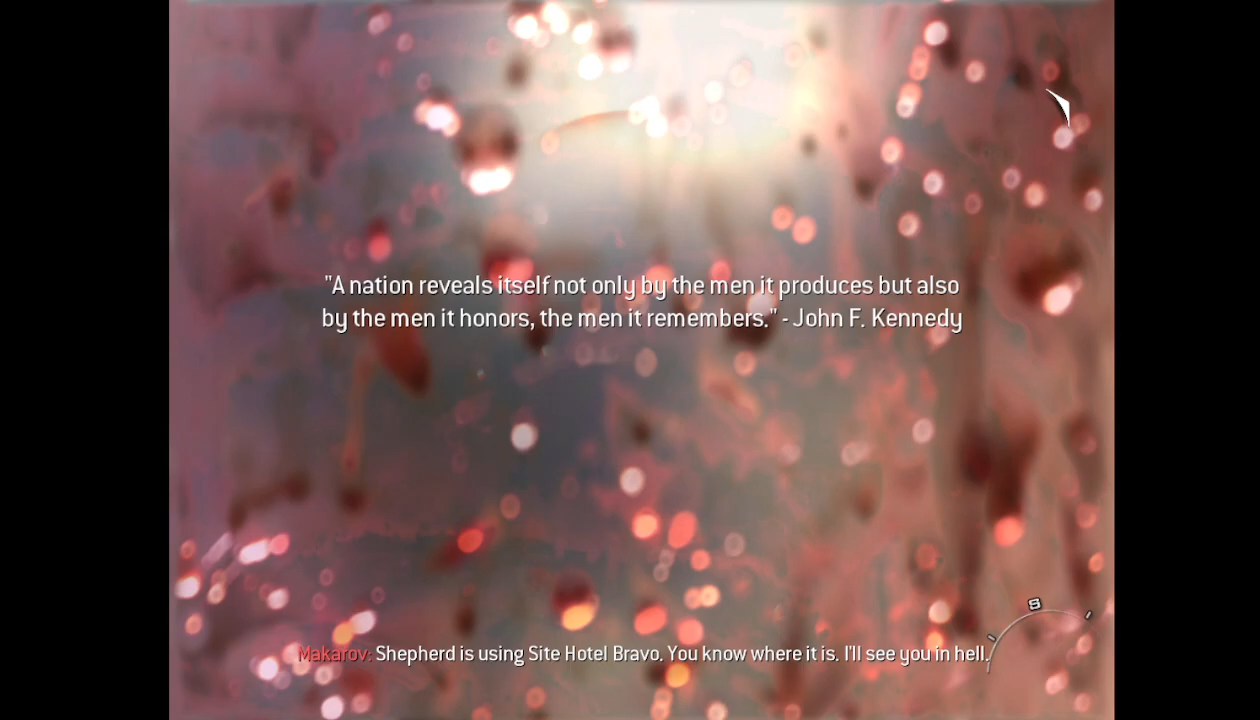 "A nation reveals itself not only by the men it produces but also
by the men it honors, the men it remembers." - John F. Kennedy
S
Makarov: Shepherd is using Site Hotel Bravo. You know where it is. I'll see you in hell.